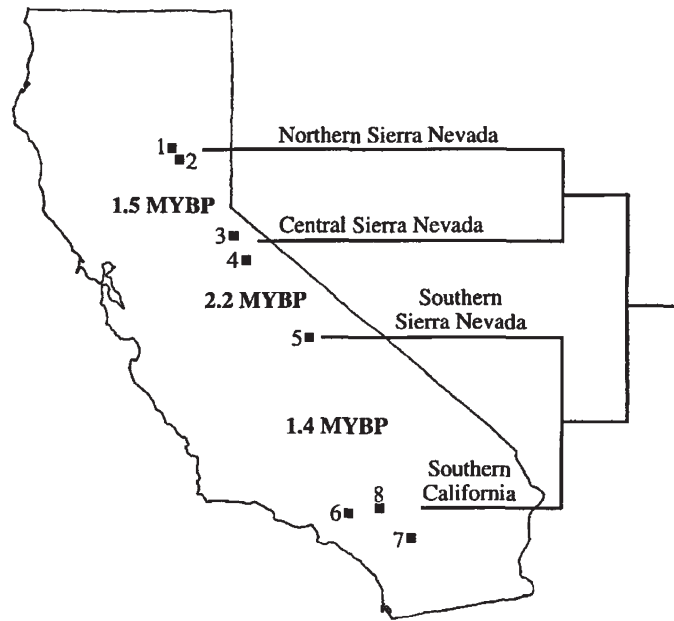 Northern Sierra Nevada
1
2
1.5 MYBP
Central Sierra Nevada
3
4
2.2 MYBP
Southern
Sierra Nevada
5
1.4 MYBP
Southern
California
8
6
7